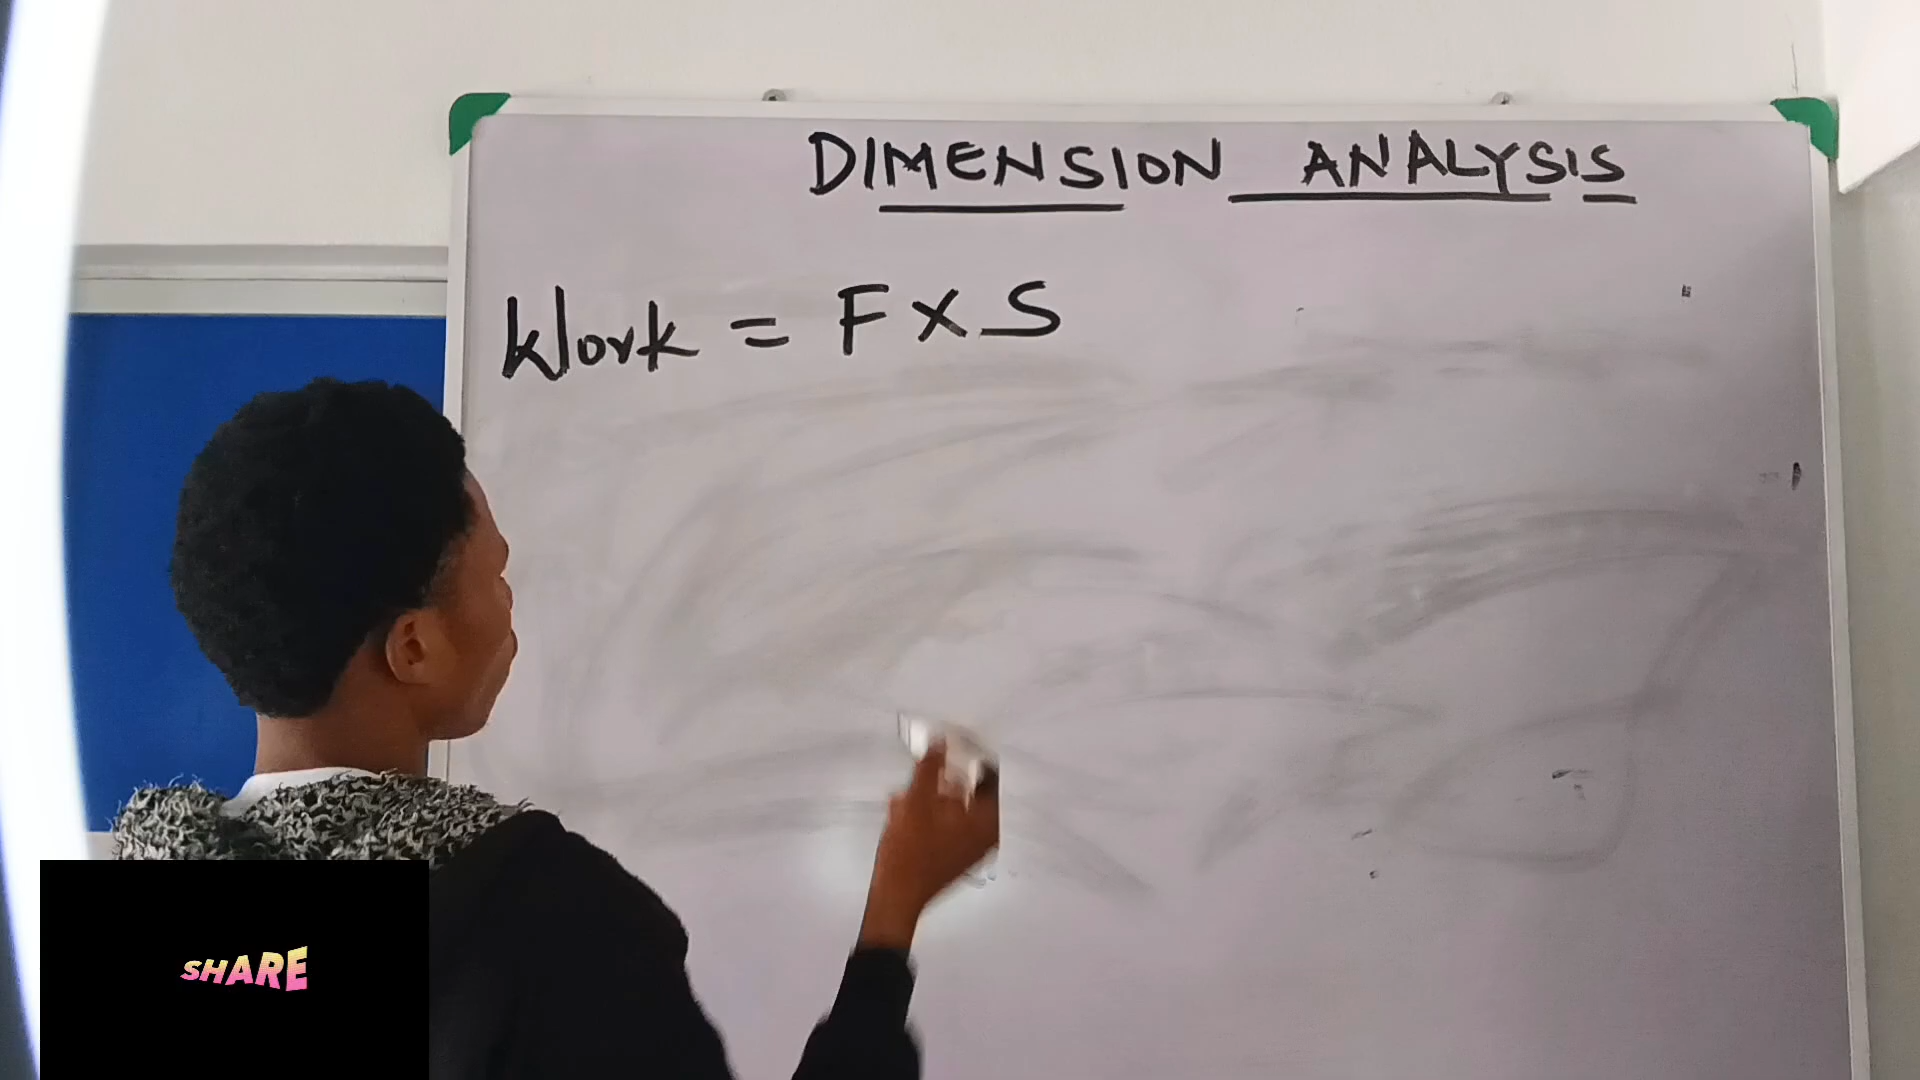 DIMENSION ANALYSIS
Work = F X S
SHARE